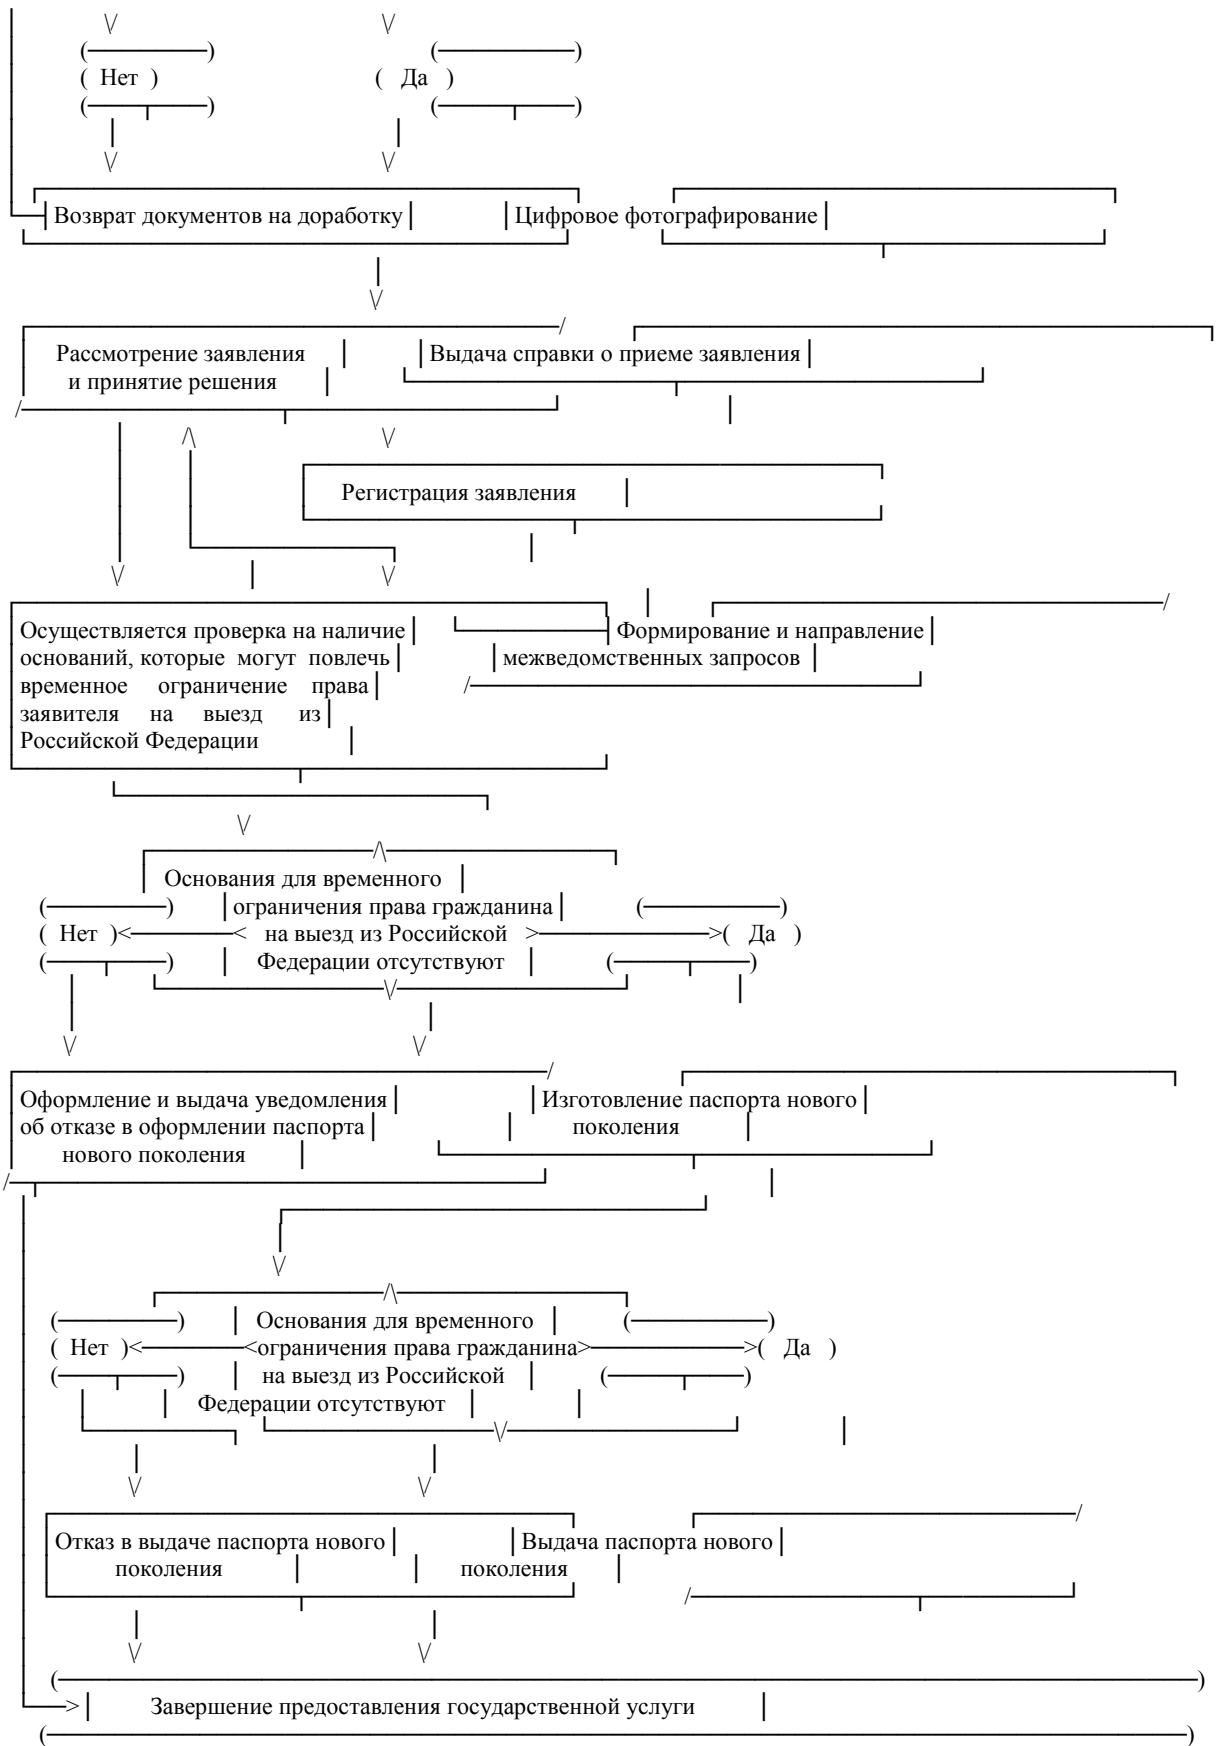 ( Нет ) ( Да )
Возврат документов на доработку Цифровое фотографирование
Рассмотрение заявления Выдача справки о приеме заявления
и принятие решения
Регистрация заявления
Осуществляется проверка на наличие Формирование и направление
оснований, которые могут повлечь межведомственных запросов
временное ограничение права
заявителя на выезд из
Российской Федерации
Основания для временного
ограничения права гражданина
( Нет )<———< на выезд из Российской >———>( Да )
Федерации отсутствуют
Оформление и выдача уведомления Изготовление паспорта нового
об отказе в оформлении паспорта поколения
нового поколения
Основания для временного
( Нет )<———<ограничения права гражданина>———>( Да )
на выезд из Российской
Федерации отсутствуют
Отказ в выдаче паспорта нового Выдача паспорта нового
поколения поколения
Завершение предоставления государственной услуги